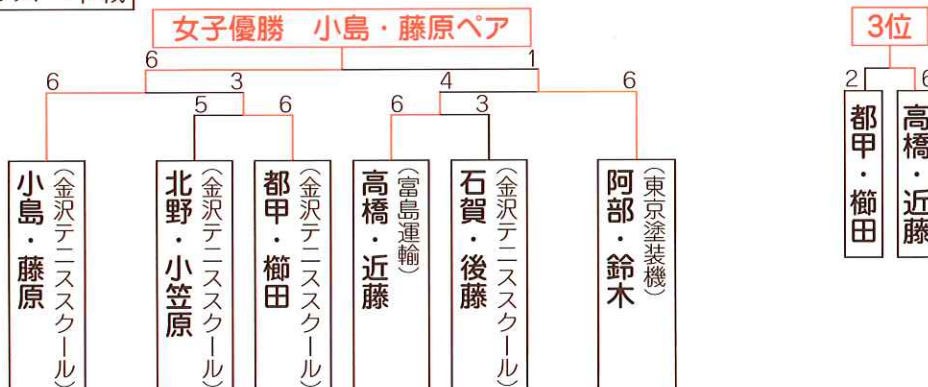 女子優勝 小島・藤原ペア
3位
6
1
6
3
4
6
5
6
6
3
2
6
小島・藤原
（金沢テニススクール）
北野・小笠原
（金沢テニススクール）
都甲・櫛田
（金沢テニススクール）
高橋・近藤
（富島運輸）
石賀・後藤
（金沢テニススクール）
阿部・鈴木
（東京塗装機）
都甲・櫛田
高橋・近藤